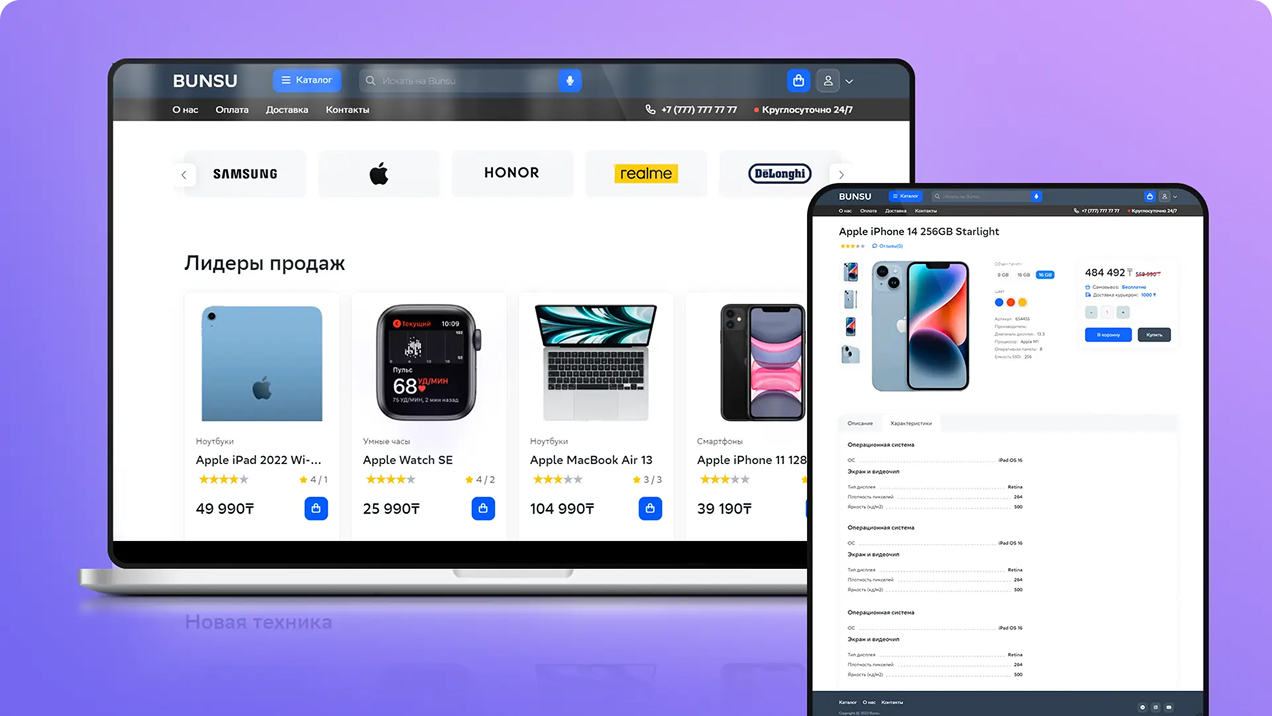 BUNSU
Каталог
Искать на Bunsu
О нас Оплата Доставка Контакты
+7 (777) 777 77 77 Круглосуточно 24/7
SAMSUNG
HONOR
realme
DeLonghi
Лидеры продаж
Текущий 10:09
Пульс
68 УД/МИН
75 УД/МИН, 2 мин назад
Ноутбуки
Apple iPad 2022 Wi-...
4 / 1
49 990₸
Умные часы
Apple Watch SE
4 / 2
25 990₸
Ноутбуки
Apple MacBook Air 13
3 / 3
104 990₸
Смартфоны
Apple iPhone 11 128
39 190₸
Новая техника
BUNSU
Каталог
Искать на Bunsu
О нас Оплата Доставка Контакты
+7 (777) 777 77 77 Круглосуточно 24/7
Apple iPhone 14 256GB Starlight
Отзывы(0)
8 GB 16 GB 16 GB
Цвет
Артикул: 654455
Производитель:
Диагональ дисплея: 13.3
Процессор: Apple M1
Оперативная память: 8
Емкость SSD: 256
484 492 ₸
Самовывоз: Бесплатно
Доставка курьером: 1000 ₸
- 1 +
В корзину Купить
Описание Характеристики
Операционная система
ОС iPad OS 16
Экран и видеочип
Тип дисплея Retina
Плотность пикселей 264
Яркость (кд/м2) 500
Операционная система
ОС iPad OS 16
Экран и видеочип
Тип дисплея Retina
Плотность пикселей 264
Яркость (кд/м2) 500
Операционная система
ОС iPad OS 16
Экран и видеочип
Тип дисплея Retina
Плотность пикселей 264
Яркость (кд/м2) 500
Каталог О нас Контакты